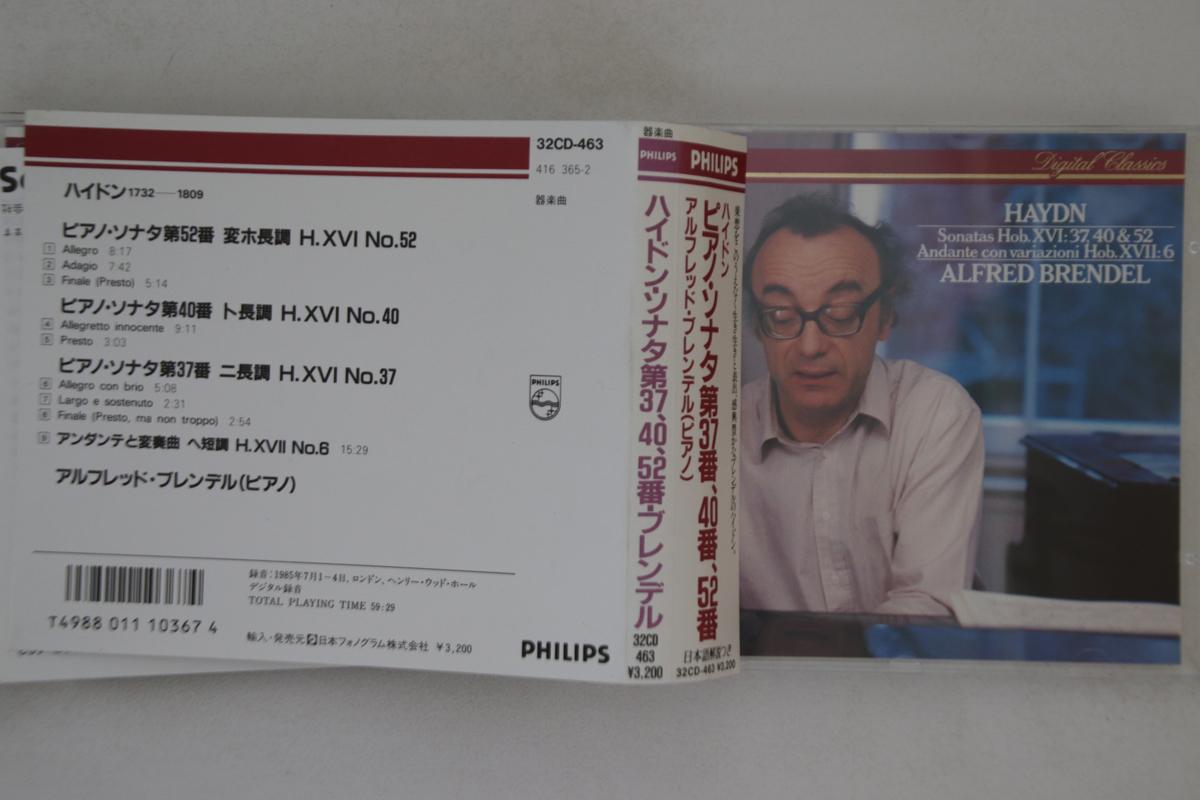 32CD-463
416 365-2
器楽曲
ハイドン1732──1809
ピアノ・ソナタ第52番 変ホ長調 H.XVI No.52
1 Allegro 8:17
2 Adagio 7:42
3 Finale (Presto) 5:14
ピアノ・ソナタ第40番 ト長調 H.XVI No.40
4 Allegretto innocente 9:11
5 Presto 3:03
ピアノ・ソナタ第37番 ニ長調 H.XVI No.37
6 Allegro con brio 5:08
7 Largo e sostenuto 2:31
8 Finale (Presto, ma non troppo) 2:54
9 アンダンテと変奏曲 ヘ短調 H.XVII No.6 15:29
アルフレッド・ブレンデル(ピアノ)
録音:1985年7月1-4日、ロンドン、ヘンリー・ウッド・ホール
デジタル録音
TOTAL PLAYING TIME 59:29
T4988 011 10367 4
輸入・発売元 日本フォノグラム株式会社 ¥3,200
PHILIPS
PHILIPS
器楽曲
PHILIPS
ハイドン・ソナタ第37、40、52番・ブレンデル
32CD
463
¥3,200
PHILIPS
ハイドン
ピアノ・ソナタ第37番、40番、52番
アルフレッド・ブレンデル(ピアノ)
日本語解説つき
32CD-463 ¥3,200
Digital Classics
HAYDN
Sonatas Hob. XVI: 37, 40 & 52
Andante con variazioni Hob. XVII: 6
ALFRED BRENDEL